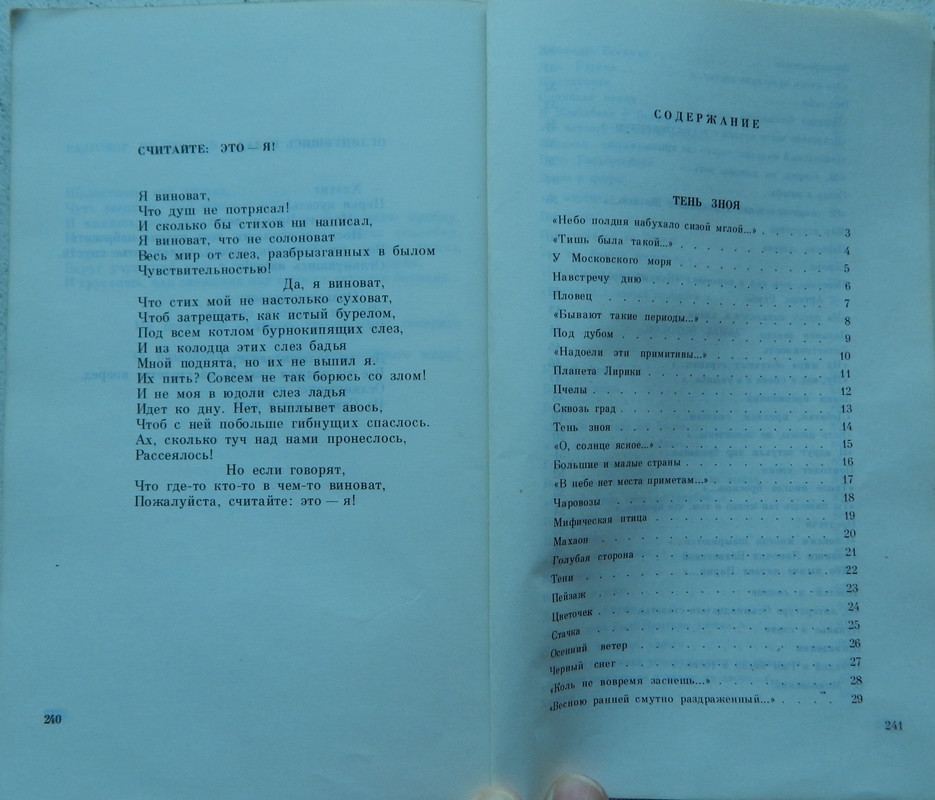 СЧИТАЙТЕ: ЭТО — Я!
Я виноват,
Что душ не потрясал!
И сколько бы стихов ни написал,
Я виноват, что не солоноват
Весь мир от слез, разбрызганных в былом
Чувствительностью!
Да, я виноват,
Что стих мой не настолько суховат,
Чтоб затрещать, как истый бурелом,
Под всем котлом бурнокипящих слез,
И из колодца этих слез бадья
Мной поднята, но их не выпил я.
Их пить? Совсем не так борюсь со злом!
И не моя в юдоли слез ладья
Идет ко дну. Нет, выплывет авось,
Чтоб с ней побольше гибнущих спаслось.
Ах, сколько туч над нами пронеслось,
Рассеялось!
Но если говорят,
Что где-то кто-то в чем-то виноват,
Пожалуйста, считайте: это — я!
240
СОДЕРЖАНИЕ
ТЕНЬ ЗНОЯ
«Небо полдня набухало сизой мглой...» . . . . . 3
«Тишь была такой...» . . . . . . . . . 4
У Московского моря . . . . . . . . . 5
Навстречу дню . . . . . . . . . . 6
Пловец . . . . . . . . . . . . 7
«Бывают такие периоды...» . . . . . . . 8
Под дубом . . . . . . . . . . . 9
«Надоели эти примитивы...» . . . . . . . 10
Планета Лирики . . . . . . . . . . 11
Пчелы . . . . . . . . . . . . 12
Сквозь град . . . . . . . . . . . 13
Тень зноя . . . . . . . . . . . 14
«О, солнце ясное...» . . . . . . . . . 15
Большие и малые страны . . . . . . . . 16
«В небе нет места приметам...» . . . . . . 17
Чаровозы . . . . . . . . . . . 18
Мифическая птица . . . . . . . . . 19
Махаон . . . . . . . . . . . . 20
Голубая сторона . . . . . . . . . . 21
Тени . . . . . . . . . . . . . 22
Пейзаж . . . . . . . . . . . . 23
Цветочек . . . . . . . . . . . . 24
Стачка . . . . . . . . . . . . 25
Осенний ветер . . . . . . . . . . 26
Черный снег . . . . . . . . . . . 27
«Коль не вовремя заснешь...» . . . . . . . 28
«Весною ранней смутно раздраженный...» . . . . 29
241